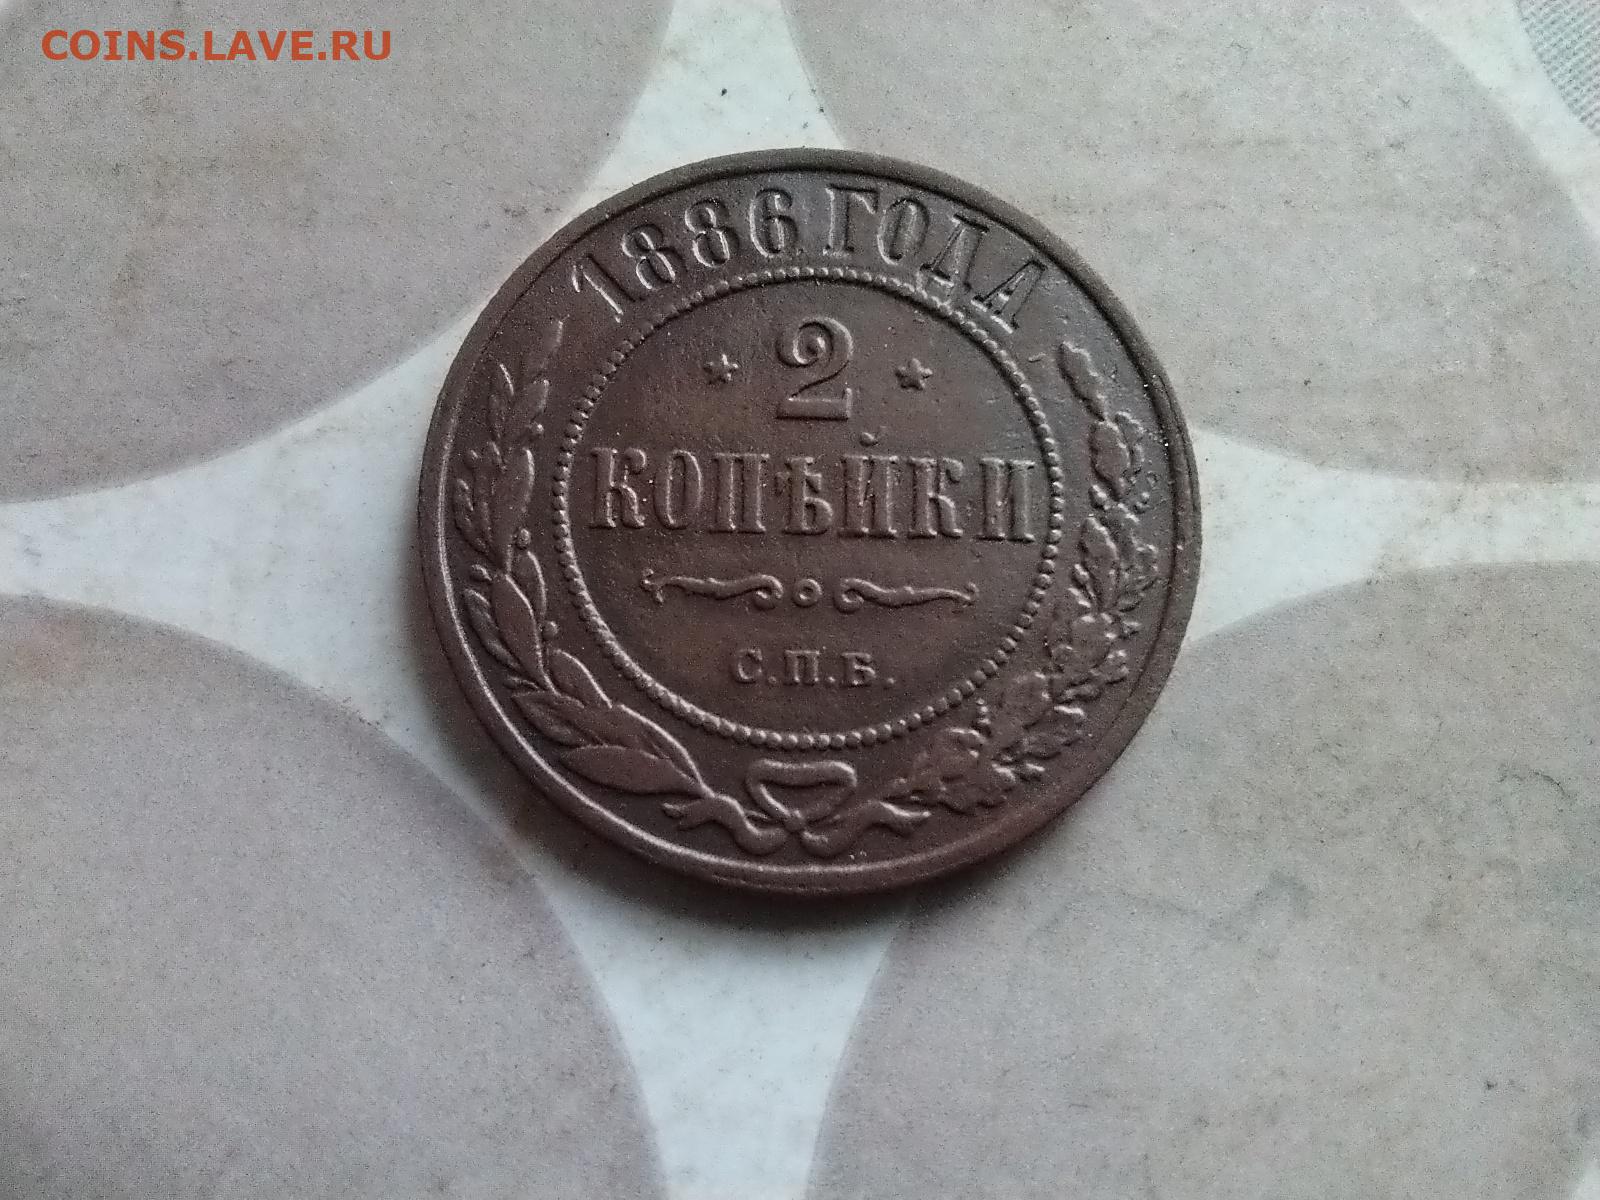 COINS.LAVE.RU
1886 ГОДА
2
КОПѢЙКИ
С.П.Б.